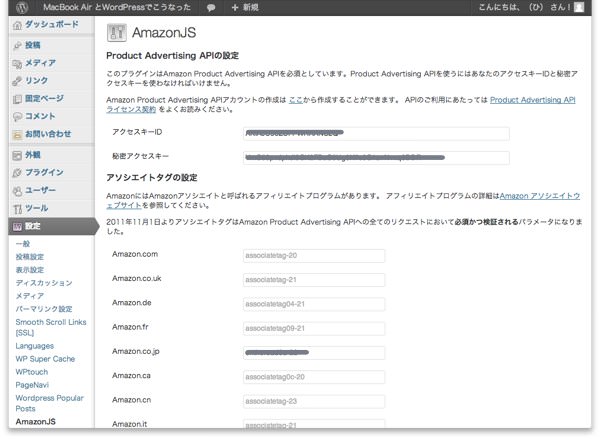 MacBook Air とWordPressでこうなった
+ 新規
こんにちは、（ひ） さん！
ダッシュボード
投稿
メディア
リンク
固定ページ
コメント
お問い合わせ
外観
プラグイン
ユーザー
ツール
設定
一般
投稿設定
表示設定
ディスカッション
メディア
パーマリンク設定
Smooth Scroll Links
[SSL]
Languages
WP Super Cache
WPtouch
PageNavi
Wordpress Popular
Posts
AmazonJS
AmazonJS
Product Advertising APIの設定
このプラグインはAmazon Product Advertising APIを必須としています。Product Advertising APIを使うにはあなたのアクセスキーIDと秘密ア
クセスキーを使わなければいけません。
Amazon Product Advertising APIアカウントの作成は ここから作成することができます。 APIのご利用にあたっては Product Advertising API
ライセンス契約 をよくお読みください。
アクセスキーID
秘密アクセスキー
アソシエイトタグの設定
AmazonにはAmazonアソシエイトと呼ばれるアフィリエイトプログラムがあります。 アフィリエイトプログラムの詳細はAmazon アソシエイトウ
ェブサイトを参照してください。
2011年11月1日よりアソシエイトタグはAmazon Product Advertising APIへの全てのリクエストにおいて必須かつ検証されるパラメータになりま
した。
Amazon.com associatetag-20
Amazon.co.uk associatetag-21
Amazon.de associatetag04-21
Amazon.fr associatetag09-21
Amazon.co.jp
Amazon.ca associatetag0c-20
Amazon.cn associatetag-23
Amazon.it associatetag-21